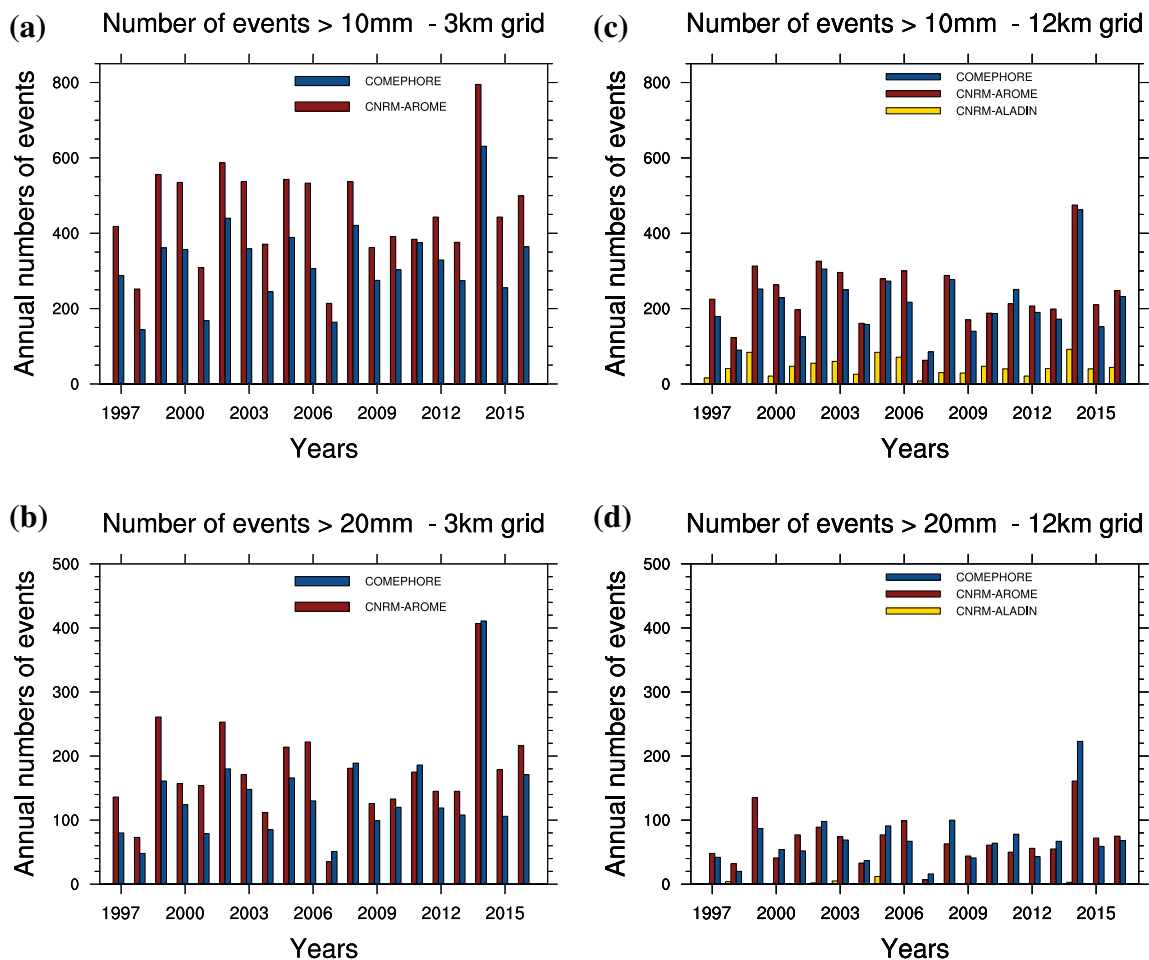 (a) Number of events > 10mm - 3km grid
Annual numbers of events
800
600
400
200
0
COMEPHORE
CNRM-AROME
1997 2000 2003 2006 2009 2012 2015
Years
(c) Number of events > 10mm - 12km grid
Annual numbers of events
800
600
400
200
0
COMEPHORE
CNRM-AROME
CNRM-ALADIN
1997 2000 2003 2006 2009 2012 2015
Years
(b) Number of events > 20mm - 3km grid
Annual numbers of events
500
400
300
200
100
0
COMEPHORE
CNRM-AROME
1997 2000 2003 2006 2009 2012 2015
Years
(d) Number of events > 20mm - 12km grid
Annual numbers of events
500
400
300
200
100
0
COMEPHORE
CNRM-AROME
CNRM-ALADIN
1997 2000 2003 2006 2009 2012 2015
Years